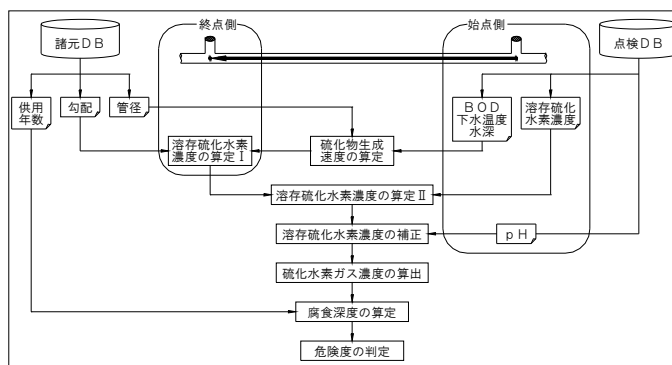 諸元DB
終点側
始点側
点検DB
供用
年数
勾配
管径
BOD
下水温度
水深
溶存硫化
水素濃度
溶存硫化水素
濃度の算定Ⅰ
硫化物生成
速度の算定
溶存硫化水素濃度の算定Ⅱ
溶存硫化水素濃度の補正
pH
硫化水素ガス濃度の算出
腐食深度の算定
危険度の判定